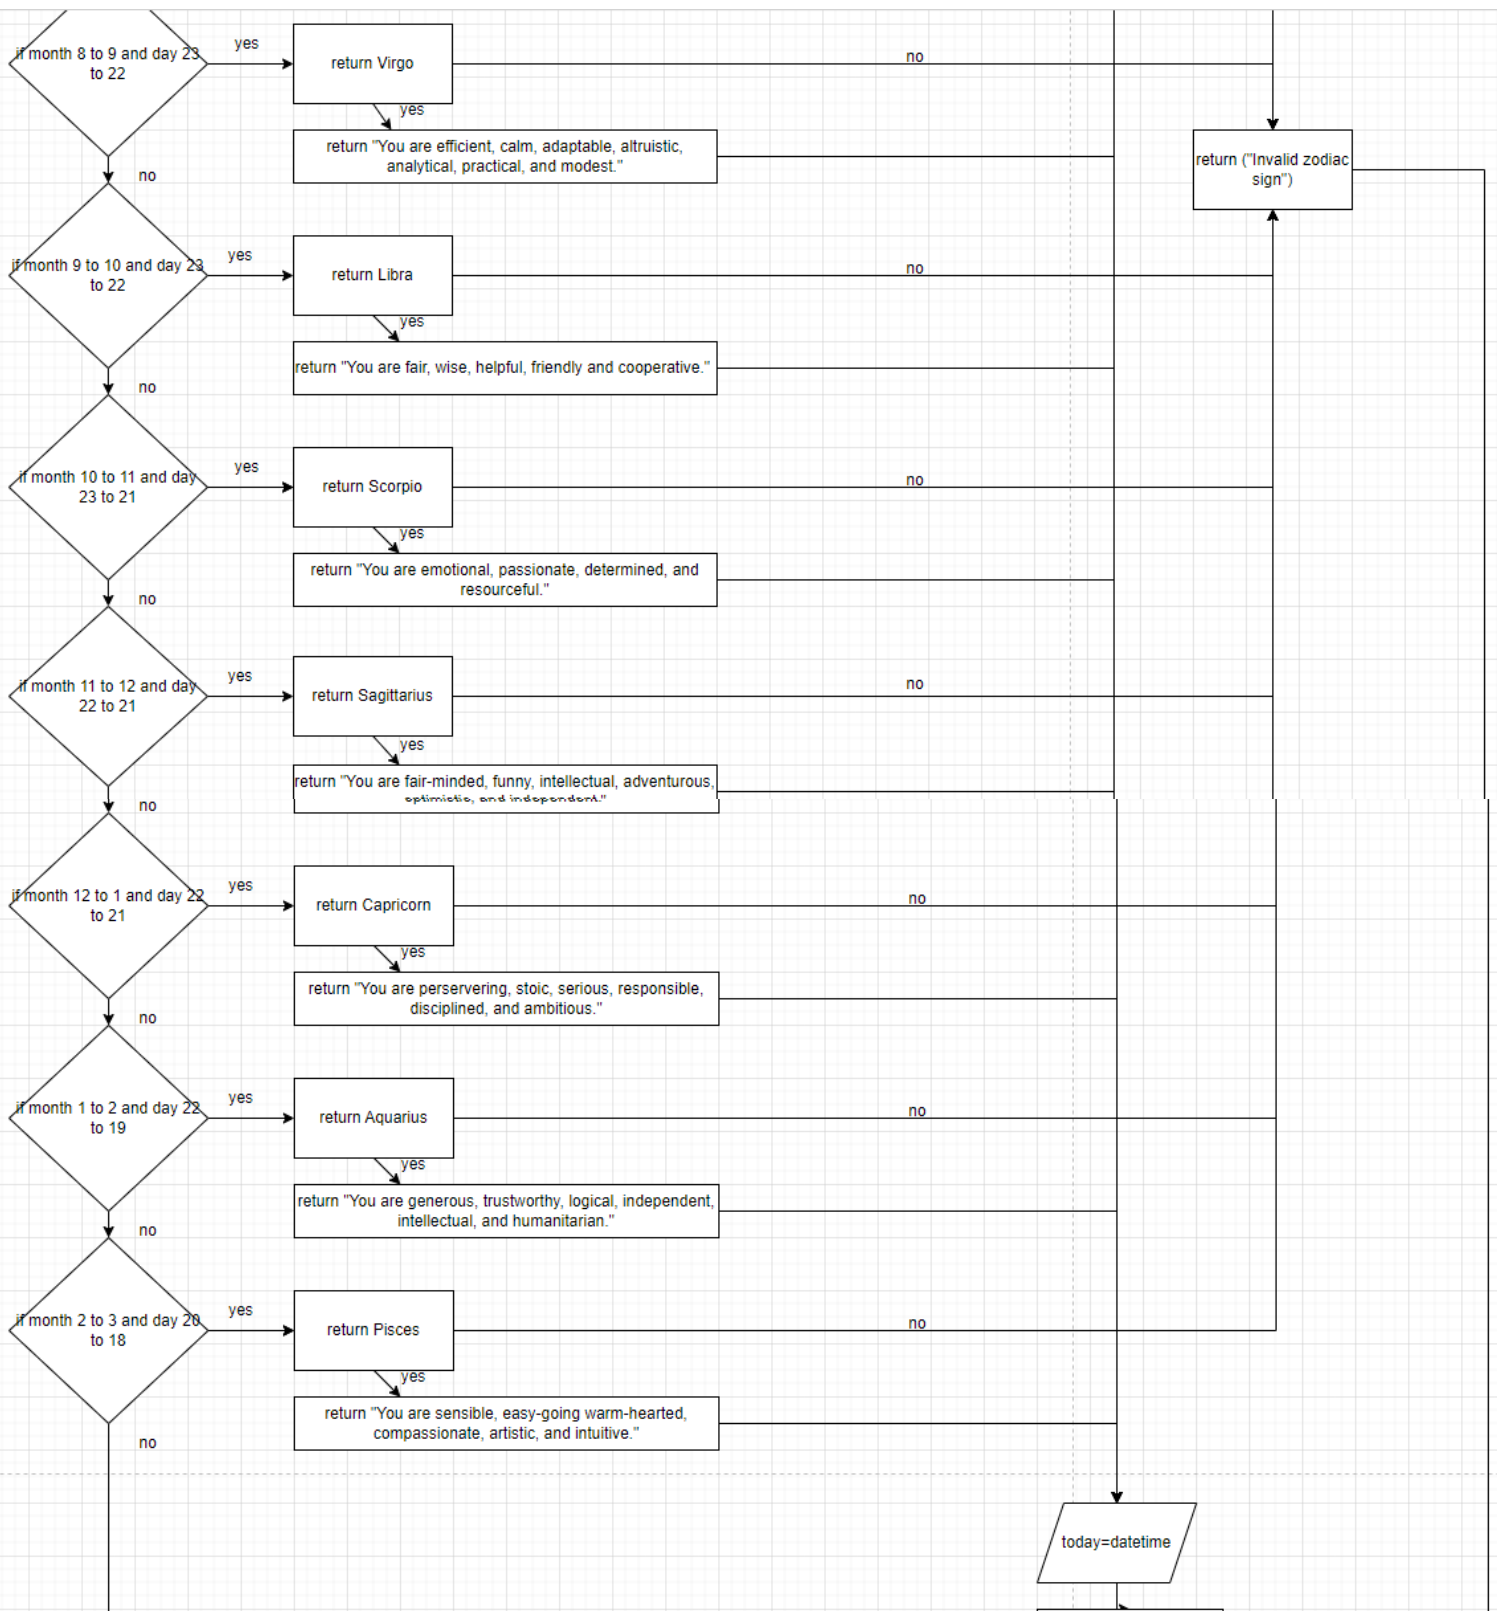 if month 8 to 9 and day 23
to 22
yes
return Virgo
no
yes
return "You are efficient, calm, adaptable, altruistic,
analytical, practical, and modest."
return ("Invalid zodiac
sign")
no
if month 9 to 10 and day 23
to 22
yes
return Libra
no
yes
return "You are fair, wise, helpful, friendly and cooperative."
no
if month 10 to 11 and day
23 to 21
yes
return Scorpio
no
yes
return "You are emotional, passionate, determined, and
resourceful."
no
if month 11 to 12 and day
22 to 21
yes
return Sagittarius
no
yes
return "You are fair-minded, funny, intellectual, adventurous,
optimistic, and independent."
no
if month 12 to 1 and day 22
to 21
yes
return Capricorn
no
yes
return "You are perservering, stoic, serious, responsible,
disciplined, and ambitious."
no
if month 1 to 2 and day 22
to 19
yes
return Aquarius
no
yes
return "You are generous, trustworthy, logical, independent,
intellectual, and humanitarian."
no
if month 2 to 3 and day 20
to 18
yes
return Pisces
no
yes
return "You are sensible, easy-going warm-hearted,
compassionate, artistic, and intuitive."
no
today=datetime